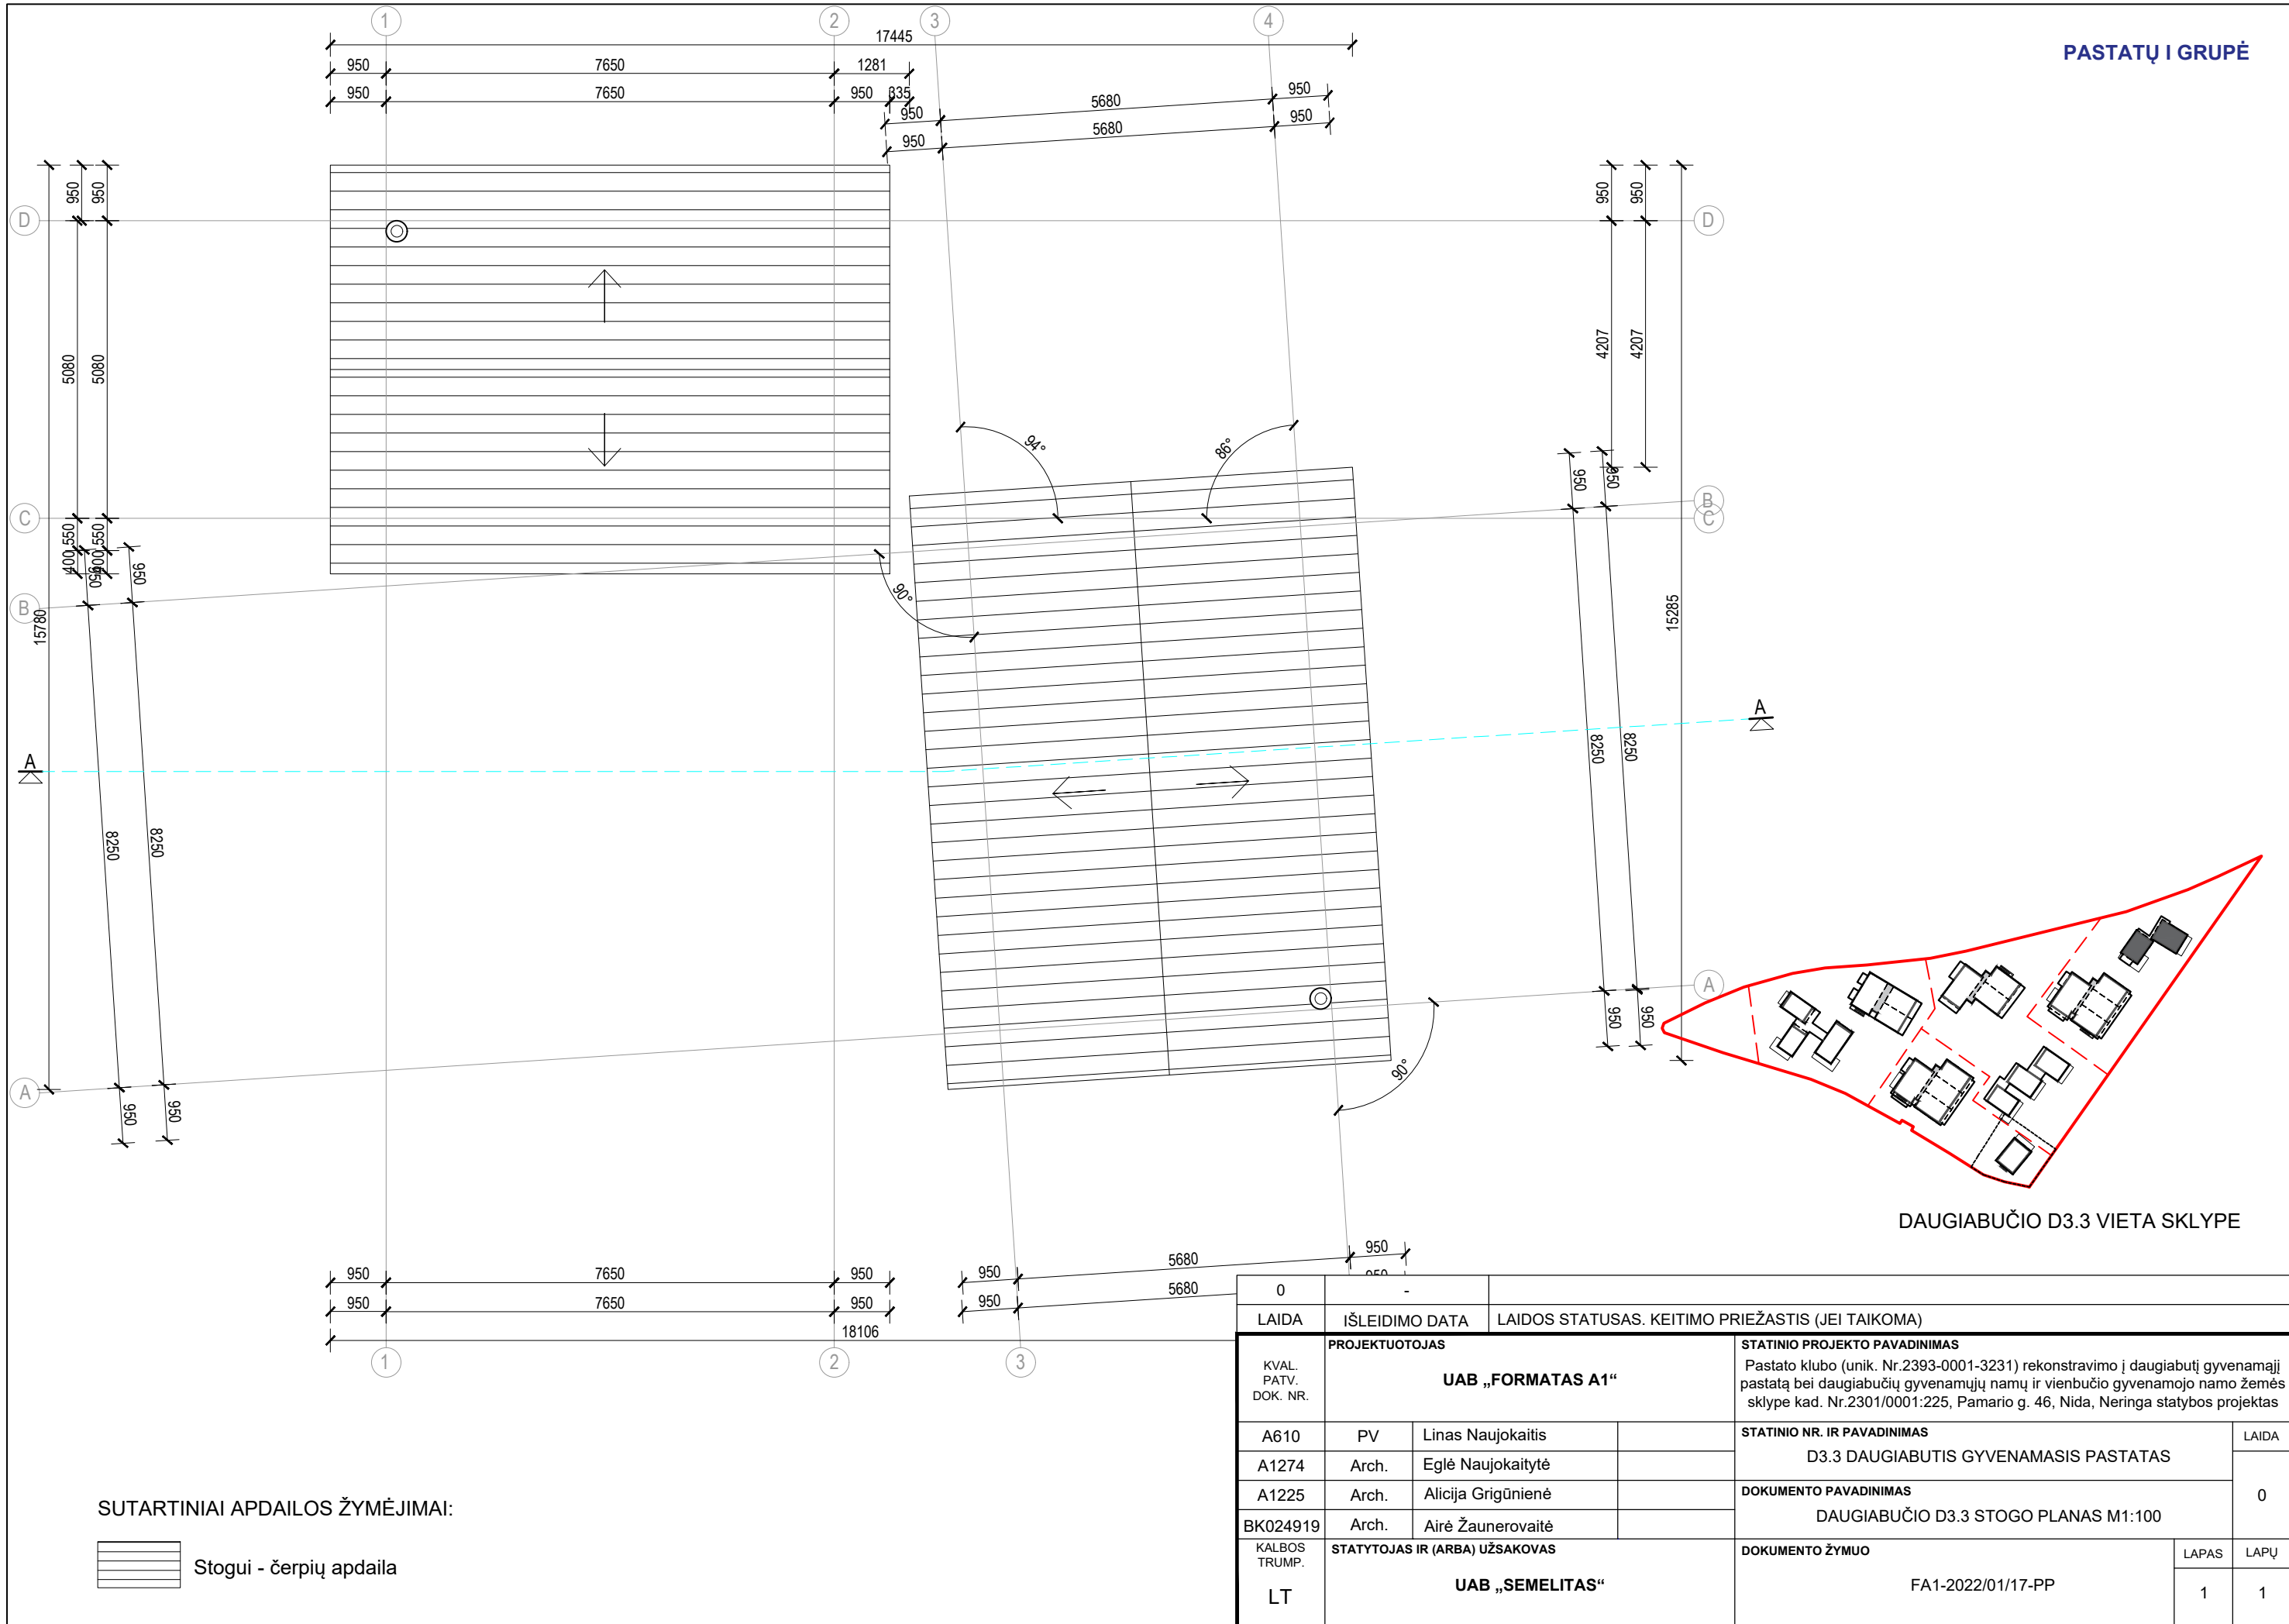 PASTATŲ I GRUPĖ
1
2
3
4
17445
950
7650
1281
950
7650
950
335
950
5680
950
950
5680
950
D
950
950
5080
5080
C
550
550
400
400
950
950
B
15780
8250
8250
A
950
950
A
950
950
4207
4207
D
950
950
B
C
15285
8250
8250
A
A
950
950
94°
86°
90°
90°
950
7650
950
950
7650
950
18106
950
5680
950
950
5680
950
1
2
3
DAUGIABUČIO D3.3 VIETA SKLYPE
SUTARTINIAI APDAILOS ŽYMĖJIMAI:
Stogui - čerpių apdaila
0
-
LAIDA
IŠLEIDIMO DATA
LAIDOS STATUSAS. KEITIMO PRIEŽASTIS (JEI TAIKOMA)
KVAL.
PATV.
DOK. NR.
PROJEKTUOTOJAS
UAB „FORMATAS A1“
STATINIO PROJEKTO PAVADINIMAS
Pastato klubo (unik. Nr.2393-0001-3231) rekonstravimo į daugiabutį gyvenamąjį
pastatą bei daugiabučių gyvenamųjų namų ir vienbučio gyvenamojo namo žemės
sklype kad. Nr.2301/0001:225, Pamario g. 46, Nida, Neringa statybos projektas
A610
PV
Linas Naujokaitis
A1274
Arch.
Eglė Naujokaitytė
A1225
Arch.
Alicija Grigūnienė
BK024919
Arch.
Airė Žaunerovaitė
STATINIO NR. IR PAVADINIMAS
D3.3 DAUGIABUTIS GYVENAMASIS PASTATAS
LAIDA
0
DOKUMENTO PAVADINIMAS
DAUGIABUČIO D3.3 STOGO PLANAS M1:100
KALBOS
TRUMP.
LT
STATYTOJAS IR (ARBA) UŽSAKOVAS
UAB „SEMELITAS“
DOKUMENTO ŽYMUO
FA1-2022/01/17-PP
LAPAS
LAPŲ
1
1